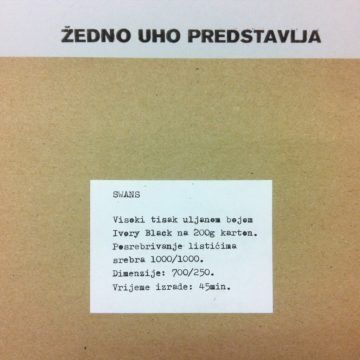 ŽEDNO UHO PREDSTAVLJA
SWANS
Visoki tisak uljanom bojom
Ivory Black na 200g karton.
Posrebrivanje listićima
srebra 1000/1000.
Dimenzije: 700/250.
Vrijeme izrade: 45min.